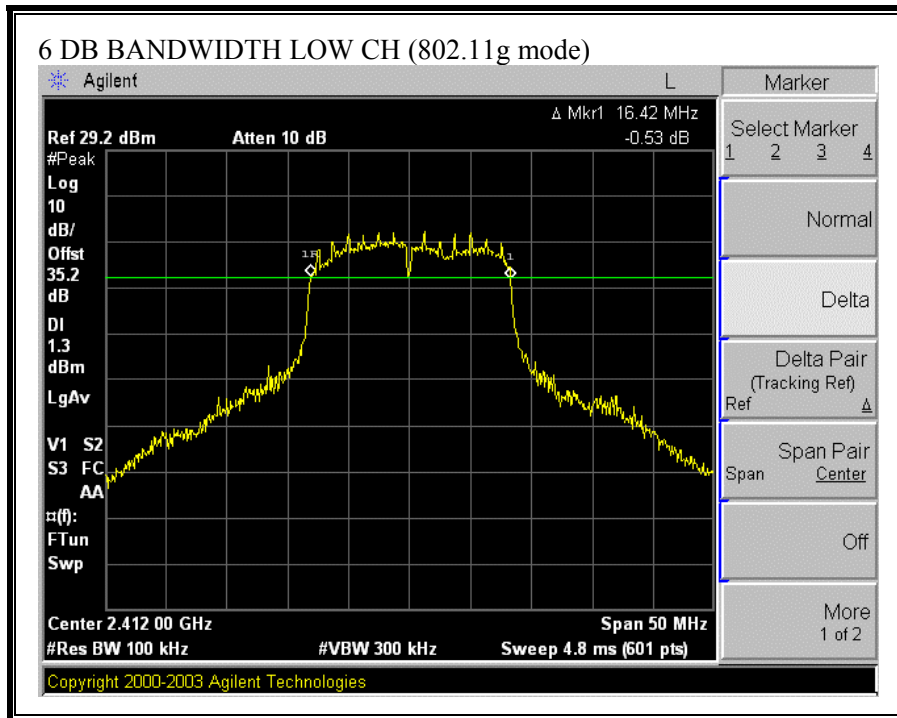 6 DB BANDWIDTH LOW CH (802.11g mode)
Agilent L Marker
Δ Mkr1 16.42 MHz
Ref 29.2 dBm Atten 10 dB -0.53 dB
#Peak
Log
10
dB/
Offst
35.2
dB
DI
1.3
dBm
LgAv
V1 S2
S3 FC
AA
¤(f):
FTun
Swp
1R
1
Center 2.412 00 GHz Span 50 MHz
#Res BW 100 kHz #VBW 300 kHz Sweep 4.8 ms (601 pts)
Select Marker
1 2 3 4
Normal
Delta
Delta Pair
(Tracking Ref)
Ref Δ
Span Pair
Span Center
Off
More
1 of 2
Copyright 2000-2003 Agilent Technologies